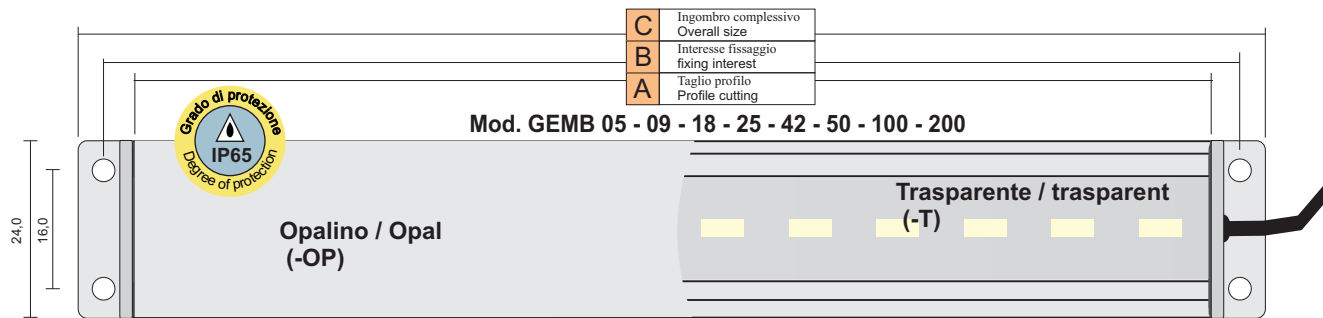 C
Ingombro complessivo
Overall size
B
Interesse fissaggio
fixing interest
A
Taglio profilo
Profile cutting
Mod. GEMB 05 - 09 - 18 - 25 - 42 - 50 - 100 - 200
Grado di protezione
IP65
Degree of protection
24,0
16,0
Opalino / Opal
(-OP)
Trasparente / trasparent
(-T)